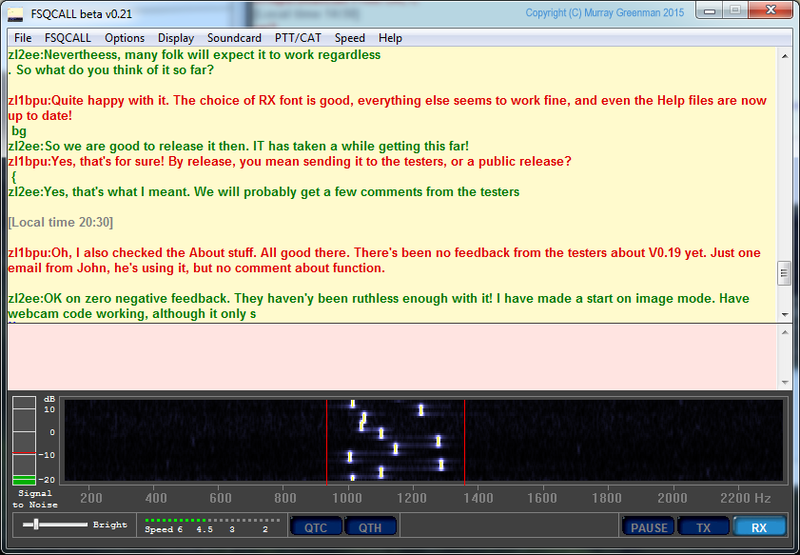 FSQCALL beta v0.21
Copyright (C) Murray Greenman 2015
File FSQCALL Options Display Soundcard PTT/CAT Speed Help
zl2ee:Nevertheess, many folk will expect it to work regardless
. So what do you think of it so far?
zl1bpu:Quite happy with it. The choice of RX font is good, everything else seems to work fine, and even the Help files are now
up to date!
bg
zl2ee:So we are good to release it then. IT has taken a while getting this far!
zl1bpu:Yes, that's for sure! By release, you mean sending it to the testers, or a public release?
{
zl2ee:Yes, that's what I meant. We will probably get a few comments from the testers
[Local time 20:30]
zl1bpu:Oh, I also checked the About stuff. All good there. There's been no feedback from the testers about V0.19 yet. Just one
email from John, he's using it, but no comment about function.
zl2ee:OK on zero negative feedback. They haven'y been ruthless enough with it! I have made a start on image mode. Have
webcam code working, although it only s
dB
10
0
-10
-20
Signal
to Noise
200 400 600 800 1000 1200 1400 1600 1800 2000 2200 Hz
Bright
Speed 6 4.5 3 2
QTC QTH
PAUSE TX RX